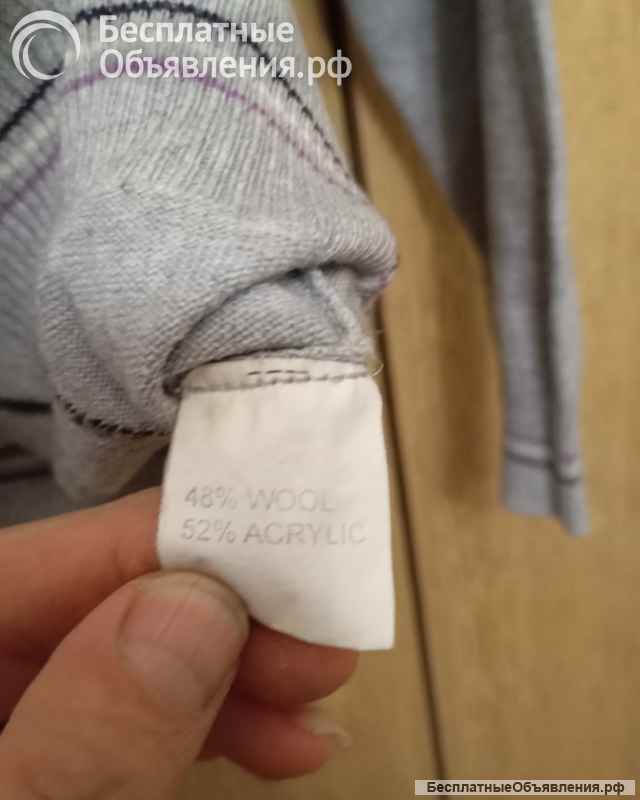 Бесплатные
Объявления.рф
48% WOOL
52% ACRYLIC
БесплатныеОбъявления.рф